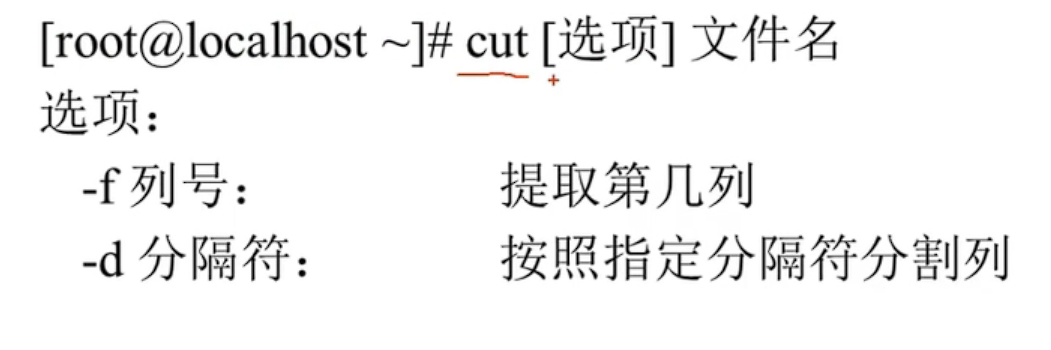 [root@localhost ~]# cut [选项] 文件名
选项：
-f 列号： 提取第几列
-d 分隔符： 按照指定分隔符分割列